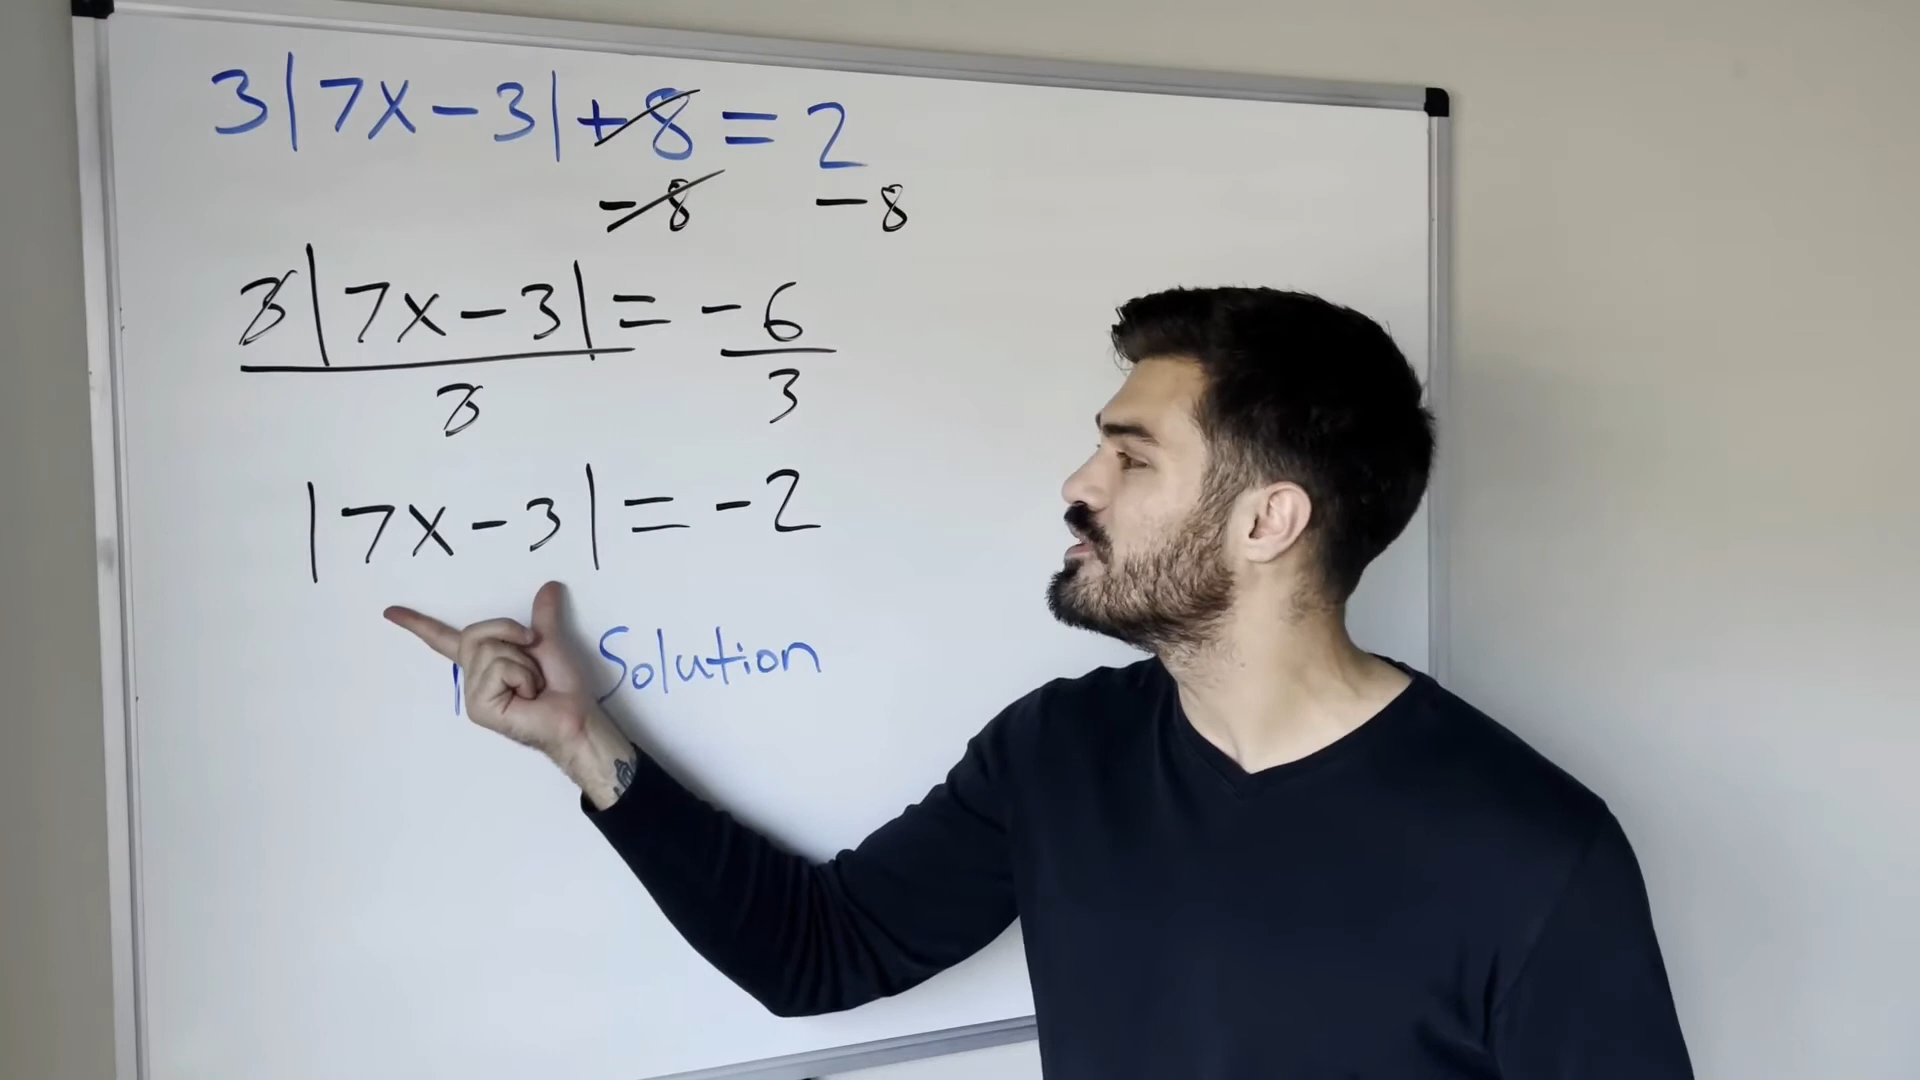 3|7x-3|+8=2
-8 -8
3|7x-3|=-6
3 3
|7x-3|=-2
Solution